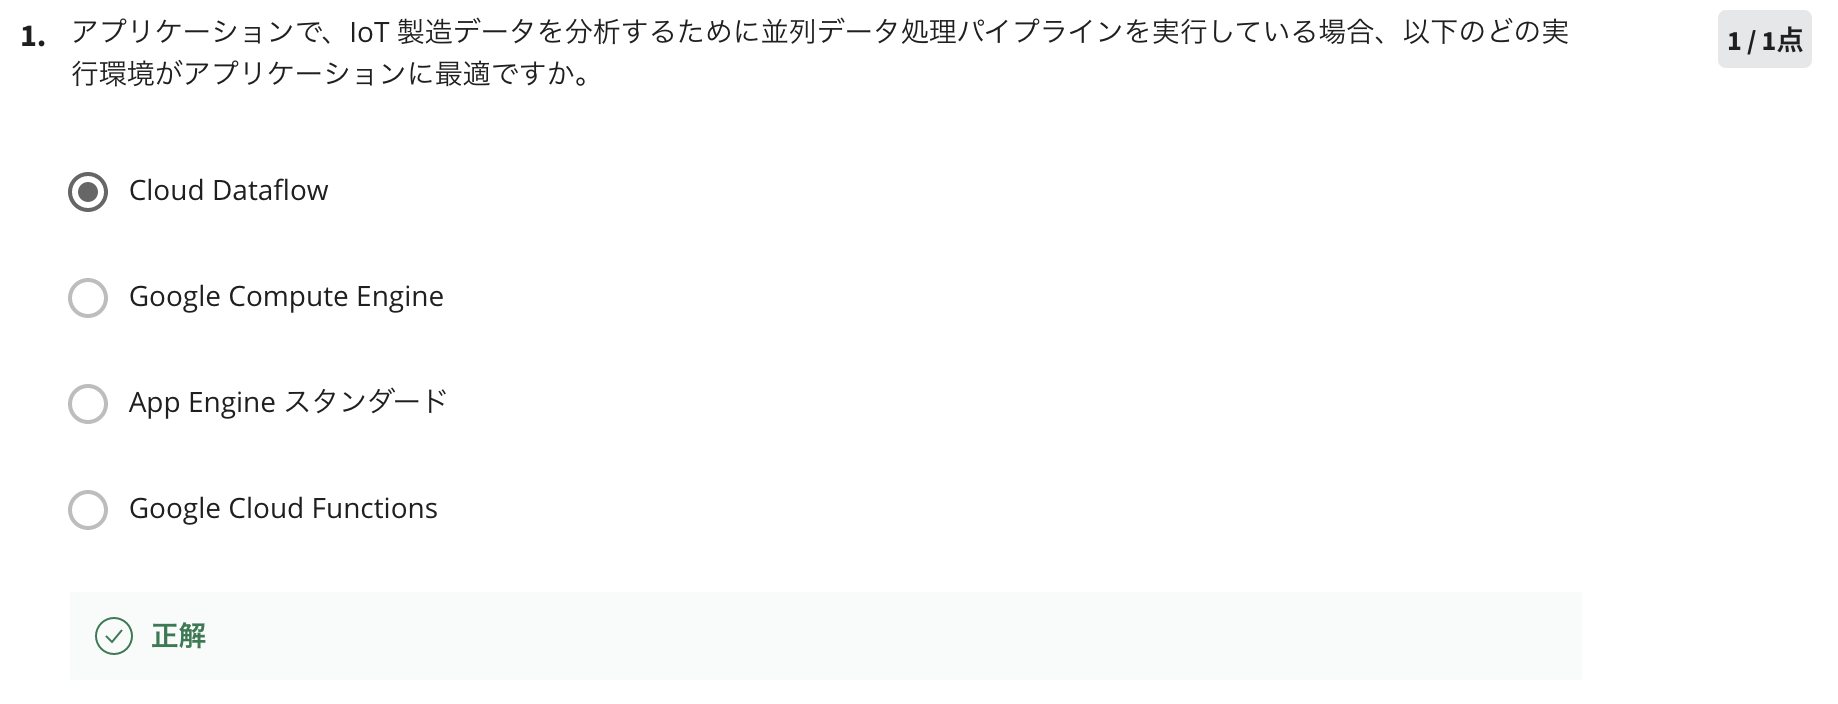 1. アプリケーションで、IoT 製造データを分析するために並列データ処理パイプラインを実行している場合、以下のどの実
行環境がアプリケーションに最適ですか。
1 / 1点
Cloud Dataflow
Google Compute Engine
App Engine スタンダード
Google Cloud Functions
正解